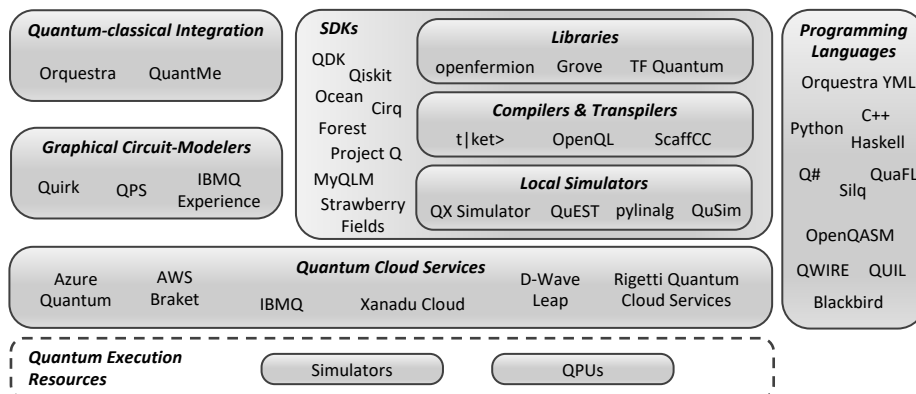 Quantum-classical Integration
Orquestra QuantMe
Graphical Circuit-Modelers
Quirk QPS IBMQ
Experience
SDKs
QDK
Qiskit
Ocean
Cirq
Forest
Project Q
MyQLM
Strawberry
Fields
Libraries
openfermion Grove TF Quantum
Compilers & Transpilers
t|ket> OpenQL ScaffCC
Local Simulators
QX Simulator QuEST pylinalg QuSim
Quantum Cloud Services
Azure
Quantum
AWS
Braket
IBMQ
Xanadu Cloud
D-Wave
Leap
Rigetti Quantum
Cloud Services
Programming
Languages
Orquestra YML
C++
Python
Haskell
Q# QuaFL
Silq
OpenQASM
QWIRE QUIL
Blackbird
Quantum Execution
Resources
Simulators
QPUs